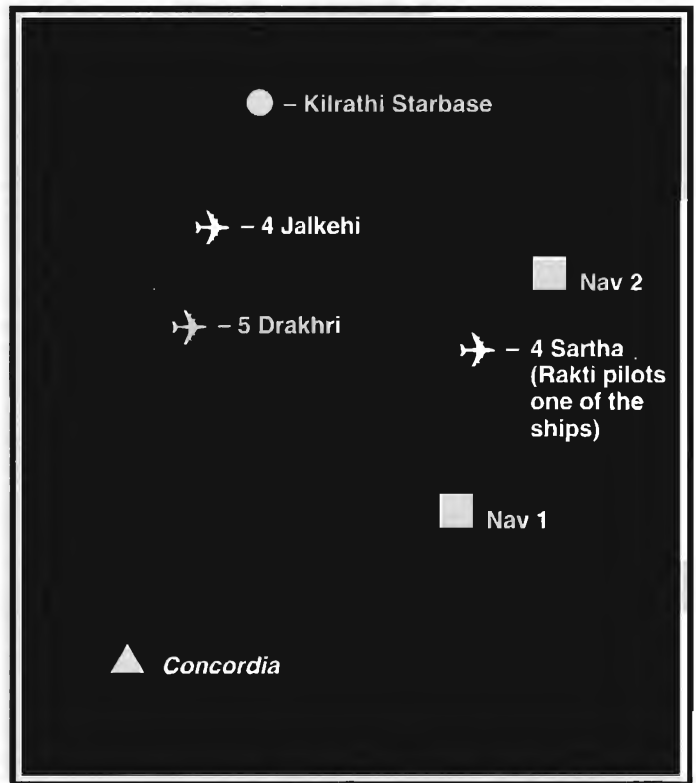 – Kilrathi Starbase
– 4 Jalkehi
Nav 2
– 5 Drakhri
– 4 Sartha
(Rakti pilots
one of the
ships)
Nav 1
Concordia